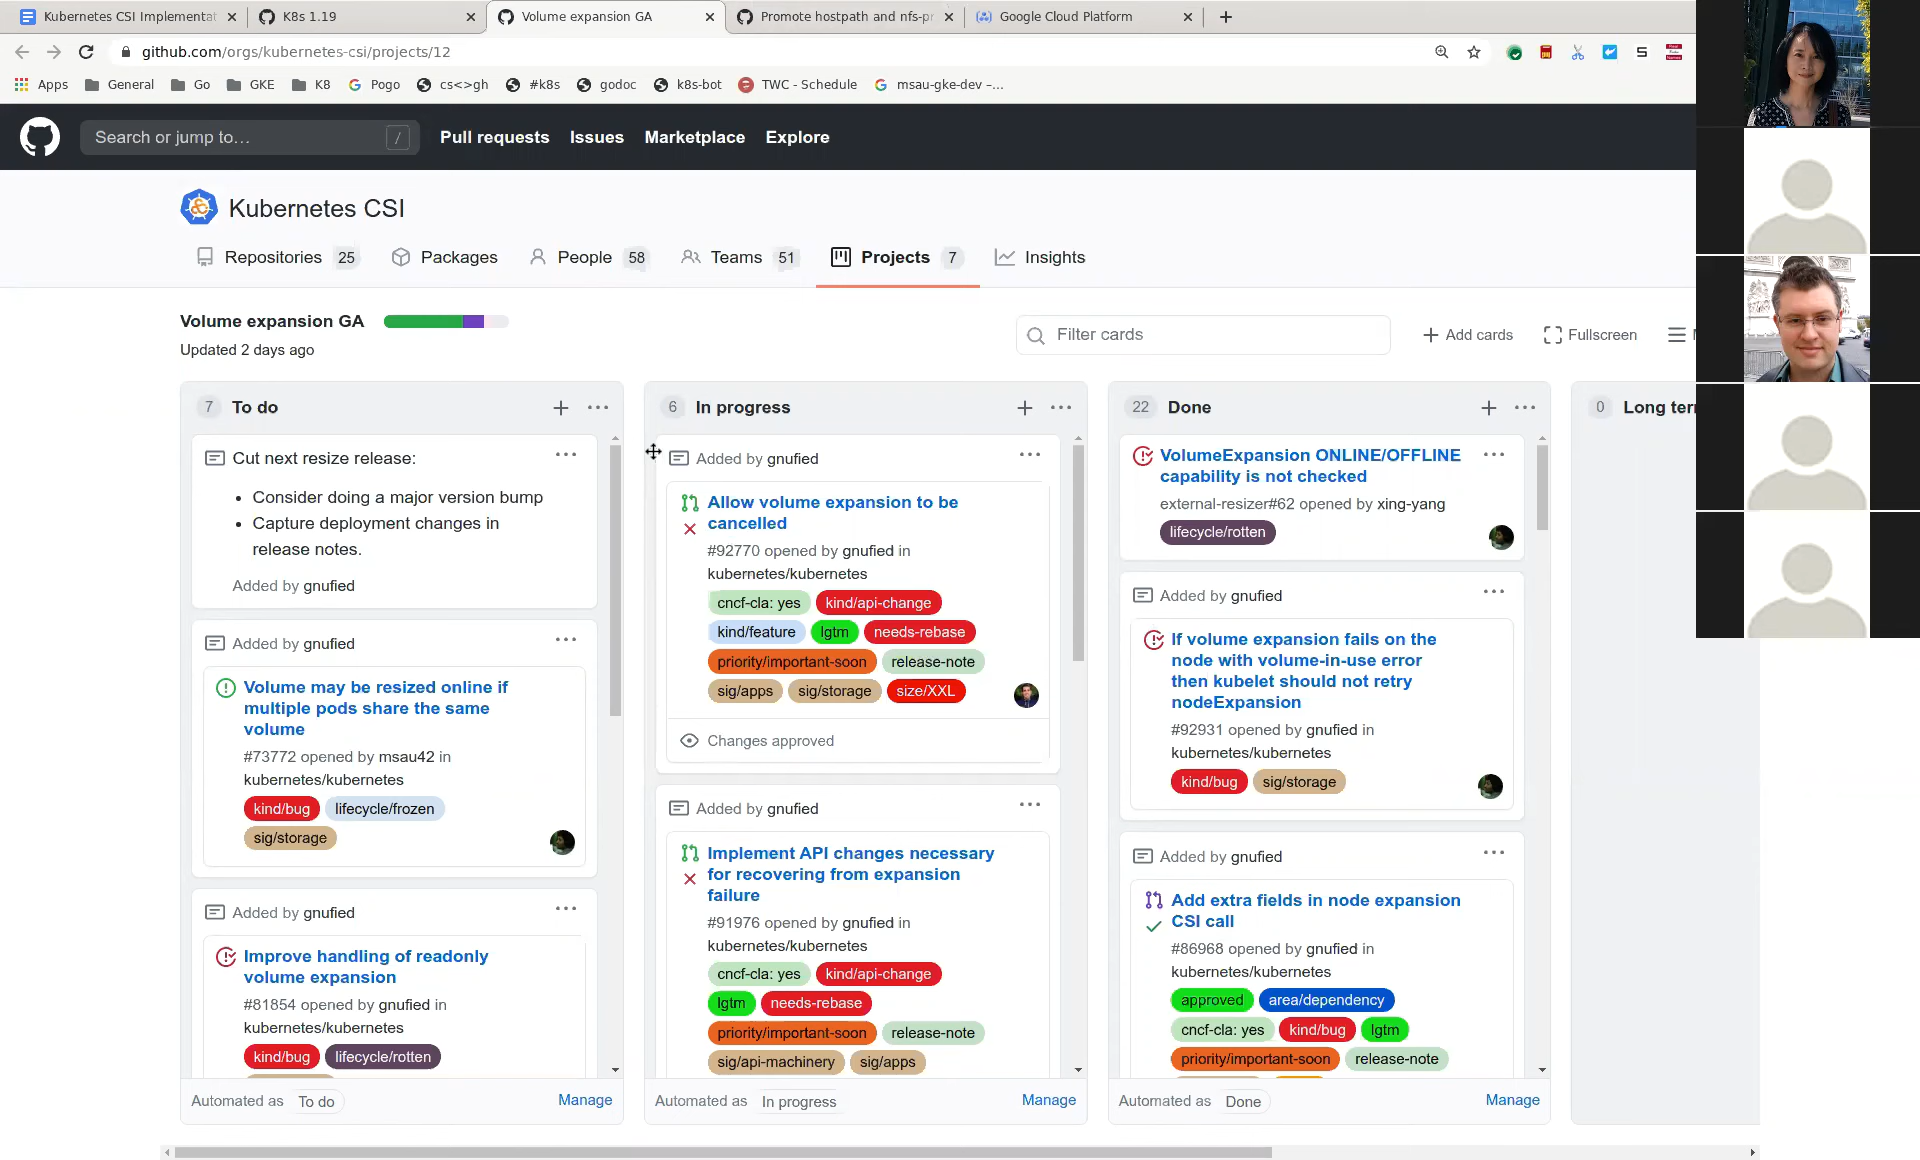 Kubernetes CSI Implementat
K8s 1.19
Volume expansion GA
Promote hostpath and nfs-pr
Google Cloud Platform
github.com/orgs/kubernetes-csi/projects/12
Apps
General
Go
GKE
K8
Pogo
cs<>gh
#k8s
godoc
k8s-bot
TWC - Schedule
msau-gke-dev –...
Search or jump to...
/
Pull requests
Issues
Marketplace
Explore
Kubernetes CSI
Repositories 25
Packages
People 58
Teams 51
Projects 7
Insights
Volume expansion GA
Updated 2 days ago
Filter cards
Add cards
Fullscreen
7 To do
Cut next resize release:
• Consider doing a major version bump
• Capture deployment changes in
release notes.
Added by gnufied
Added by gnufied
Volume may be resized online if
multiple pods share the same
volume
#73772 opened by msau42 in
kubernetes/kubernetes
kind/bug lifecycle/frozen
sig/storage
Added by gnufied
Improve handling of readonly
volume expansion
#81854 opened by gnufied in
kubernetes/kubernetes
kind/bug lifecycle/rotten
Automated as To do
Manage
6 In progress
Added by gnufied
Allow volume expansion to be
cancelled
#92770 opened by gnufied in
kubernetes/kubernetes
cncf-cla: yes kind/api-change
kind/feature lgtm needs-rebase
priority/important-soon release-note
sig/apps sig/storage size/XXL
Changes approved
Added by gnufied
Implement API changes necessary
for recovering from expansion
failure
#91976 opened by gnufied in
kubernetes/kubernetes
cncf-cla: yes kind/api-change
lgtm needs-rebase
priority/important-soon release-note
sig/api-machinery sig/apps
Automated as In progress
Manage
22 Done
VolumeExpansion ONLINE/OFFLINE
capability is not checked
external-resizer#62 opened by xing-yang
lifecycle/rotten
Added by gnufied
If volume expansion fails on the
node with volume-in-use error
then kubelet should not retry
nodeExpansion
#92931 opened by gnufied in
kubernetes/kubernetes
kind/bug sig/storage
Added by gnufied
Add extra fields in node expansion
CSI call
#86968 opened by gnufied in
kubernetes/kubernetes
approved area/dependency
cncf-cla: yes kind/bug lgtm
priority/important-soon release-note
Automated as Done
Manage
0 Long ter